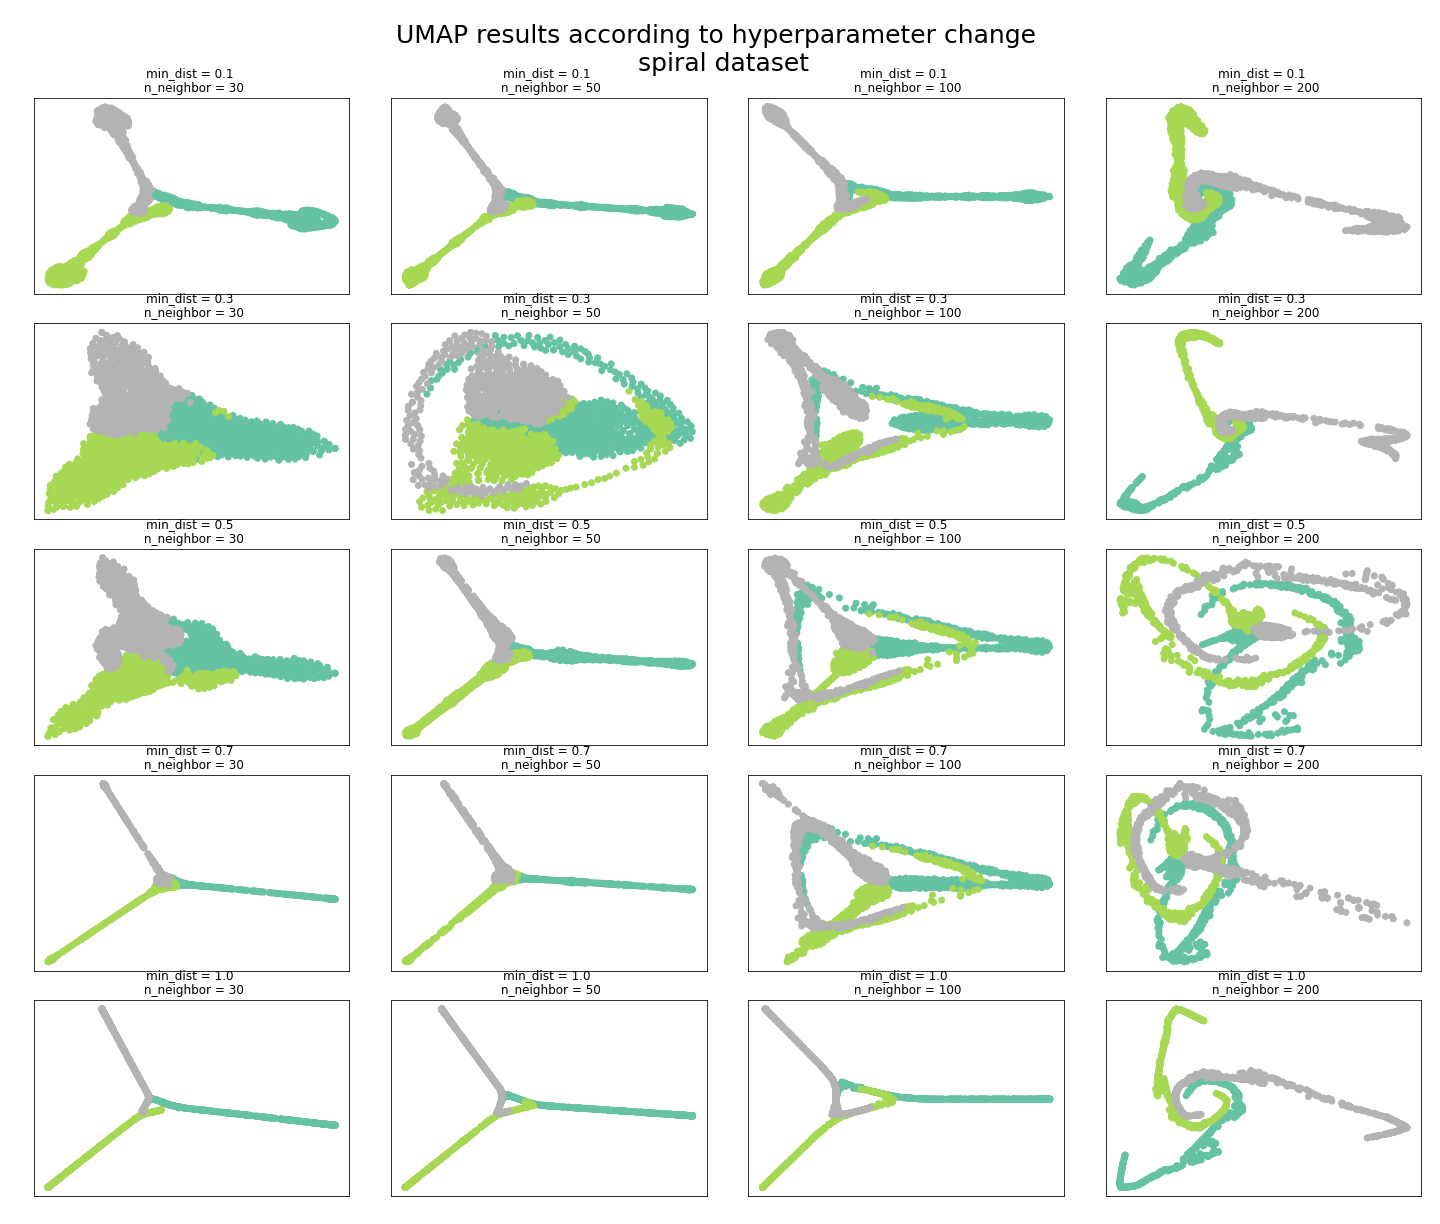 UMAP results according to hyperparameter change
spiral dataset
min_dist = 0.1
n_neighbor = 30
min_dist = 0.1
n_neighbor = 50
min_dist = 0.1
n_neighbor = 100
min_dist = 0.1
n_neighbor = 200
min_dist = 0.3
n_neighbor = 30
min_dist = 0.3
n_neighbor = 50
min_dist = 0.3
n_neighbor = 100
min_dist = 0.3
n_neighbor = 200
min_dist = 0.5
n_neighbor = 30
min_dist = 0.5
n_neighbor = 50
min_dist = 0.5
n_neighbor = 100
min_dist = 0.5
n_neighbor = 200
min_dist = 0.7
n_neighbor = 30
min_dist = 0.7
n_neighbor = 50
min_dist = 0.7
n_neighbor = 100
min_dist = 0.7
n_neighbor = 200
min_dist = 1.0
n_neighbor = 30
min_dist = 1.0
n_neighbor = 50
min_dist = 1.0
n_neighbor = 100
min_dist = 1.0
n_neighbor = 200